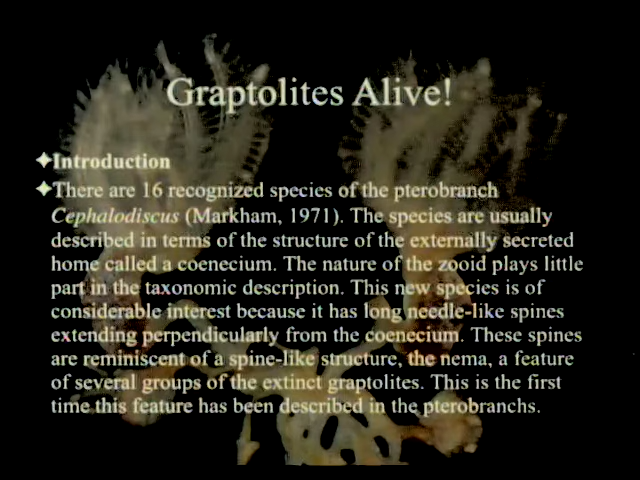 Graptolites Alive!
✦Introduction
✦There are 16 recognized species of the pterobranch
Cephalodiscus (Markham, 1971). The species are usually
described in terms of the structure of the externally secreted
home called a coenecium. The nature of the zooid plays little
part in the taxonomic description. This new species is of
considerable interest because it has long needle-like spines
extending perpendicularly from the coenecium. These spines
are reminiscent of a spine-like structure, the nema, a feature
of several groups of the extinct graptolites. This is the first
time this feature has been described in the pterobranchs.